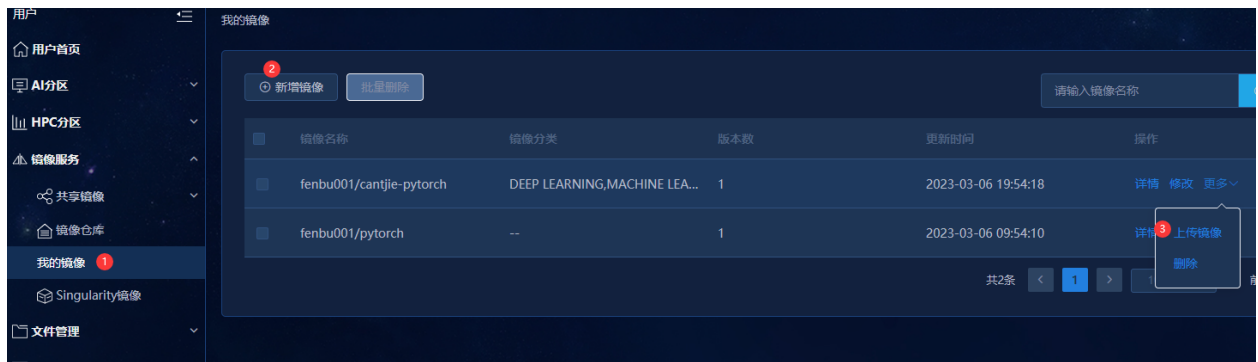 用户
我的镜像
用户首页
2
AI分区
新增镜像 批量删除 请输入镜像名称
HPC分区
镜像名称 镜像分类 版本数 更新时间 操作
镜像服务
fenbu001/cantjie-pytorch DEEP LEARNING,MACHINE LEA... 1 2023-03-06 19:54:18 详情 修改 更多
共享镜像
镜像仓库
fenbu001/pytorch -- 1 2023-03-06 09:54:10 详情 3 上传镜像
我的镜像 1
删除
共2条 < 1 >
Singularity镜像
文件管理